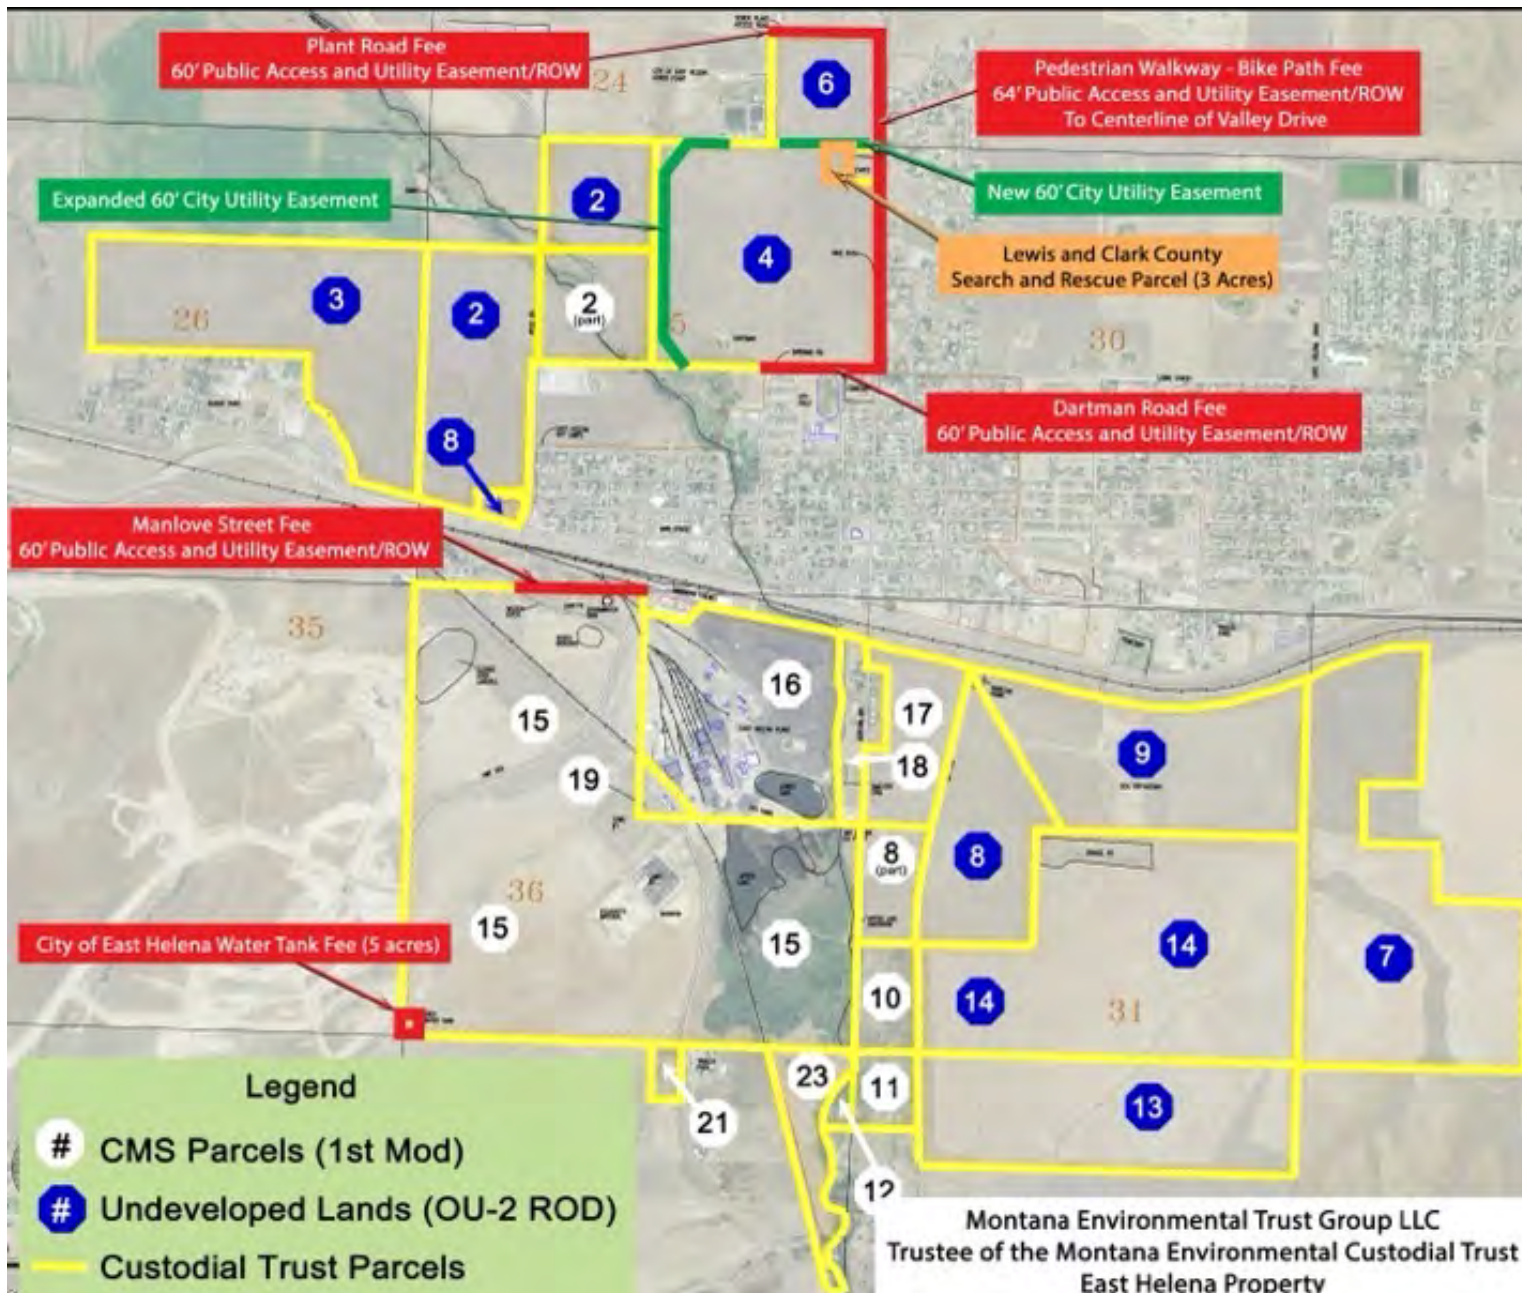 Plant Road Fee
60' Public Access and Utility Easement/ROW
24
6
Pedestrian Walkway - Bike Path Fee
64' Public Access and Utility Easement/ROW
To Centerline of Valley Drive
Expanded 60' City Utility Easement
2
New 60' City Utility Easement
4
Lewis and Clark County
Search and Rescue Parcel (3 Acres)
3
2
2
(part)
26
5
30
8
Dartman Road Fee
60' Public Access and Utility Easement/ROW
Manlove Street Fee
60' Public Access and Utility Easement/ROW
35
16
15
17
9
19
18
8
(part)
8
36
15
15
14
7
City of East Helena Water Tank Fee (5 acres)
10
14
31
23
11
13
21
12
Legend
# CMS Parcels (1st Mod)
# Undeveloped Lands (OU-2 ROD)
Custodial Trust Parcels
Montana Environmental Trust Group LLC
Trustee of the Montana Environmental Custodial Trust
East Helena Property